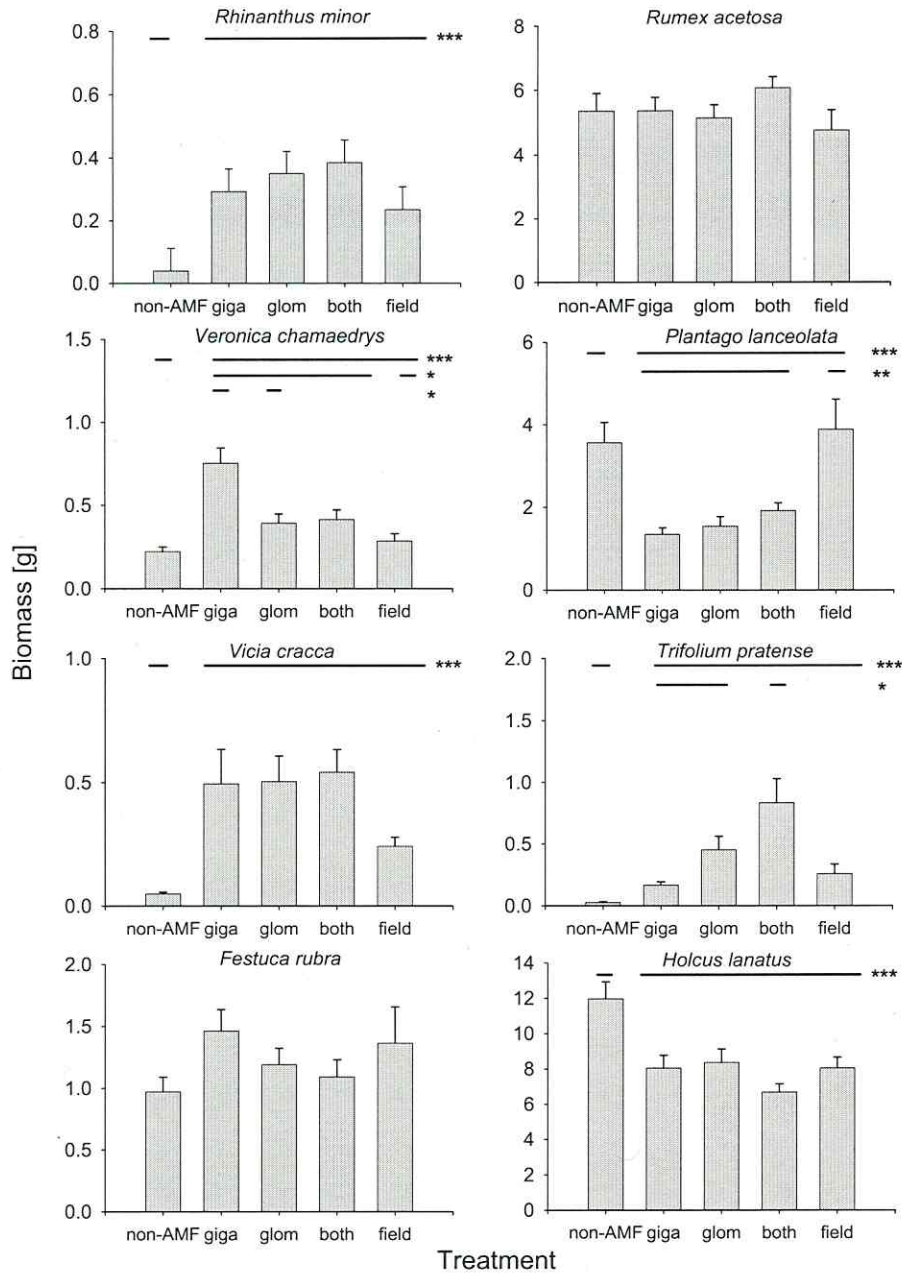 Rhinanthus minor
***
0.8
0.6
0.4
0.2
0.0
non-AMF giga glom both field
Rumex acetosa
6
4
2
0
non-AMF giga glom both field
Veronica chamaedrys
***
*
*
1.5
1.0
0.5
0.0
non-AMF giga glom both field
Plantago lanceolata
***
**
6
4
2
0
non-AMF giga glom both field
Biomass [g]
Vicia cracca
***
1.0
0.5
0.0
non-AMF giga glom both field
Trifolium pratense
***
*
2.0
1.5
1.0
0.5
0.0
non-AMF giga glom both field
Festuca rubra
2.0
1.5
1.0
0.5
0.0
non-AMF giga glom both field
Holcus lanatus
***
14
12
10
8
6
4
2
0
non-AMF giga glom both field
Treatment